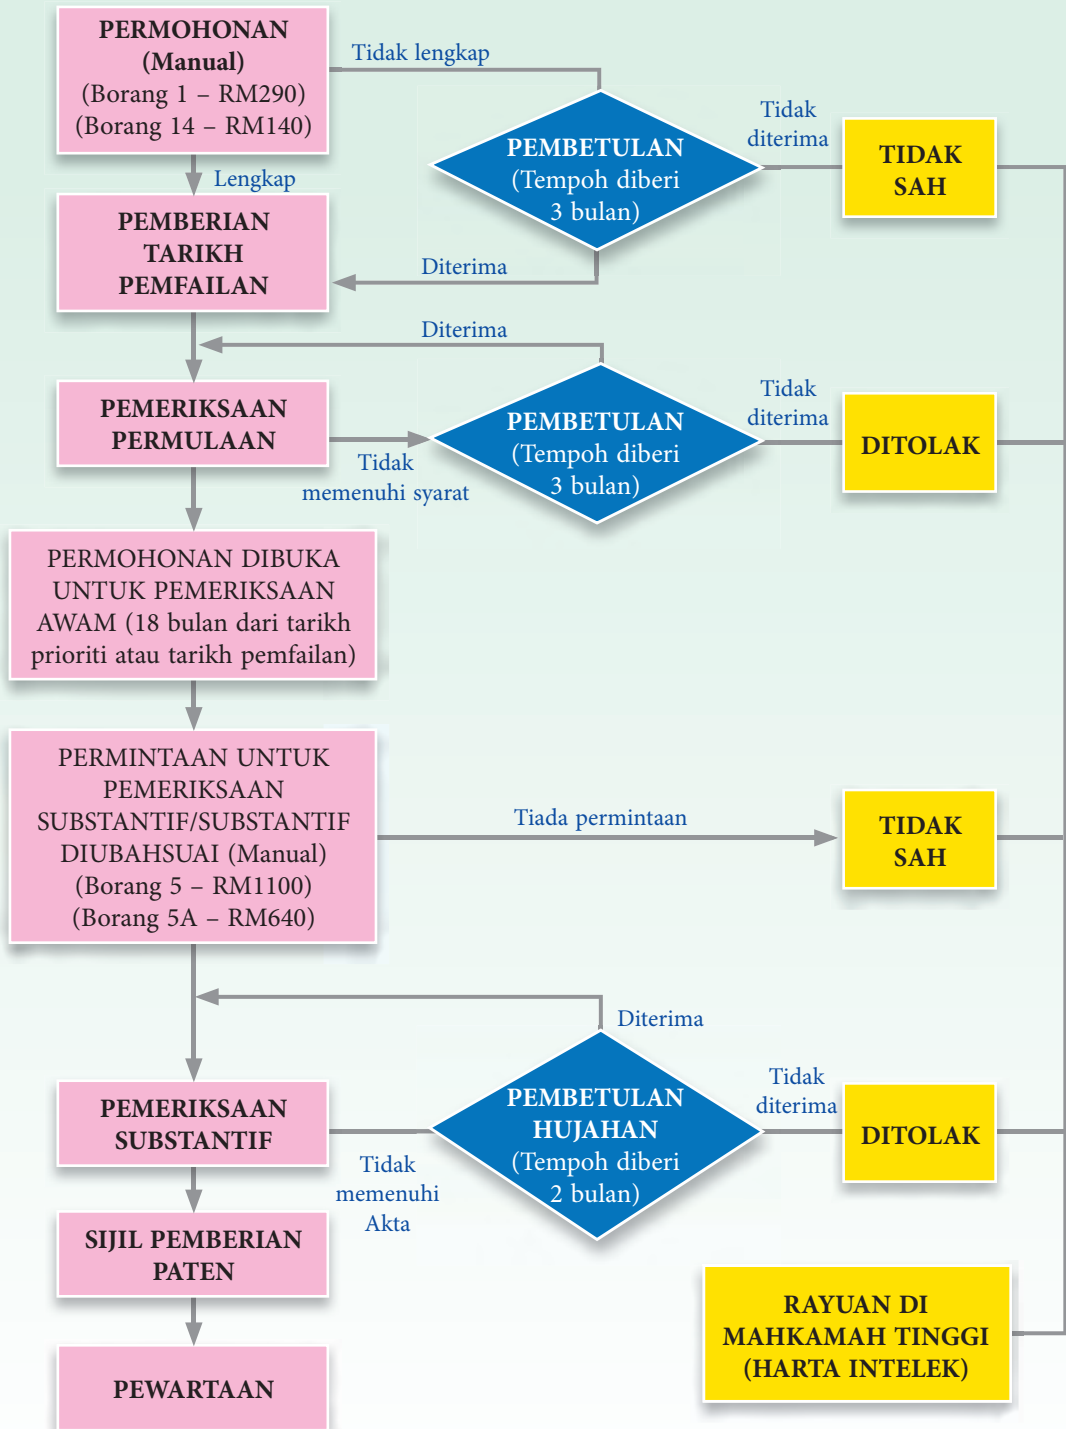 PERMOHONAN
(Manual)
(Borang 1 – RM290)
(Borang 14 – RM140)
Tidak lengkap
PEMBETULAN
(Tempoh diberi
3 bulan)
Tidak
diterima
TIDAK
SAH
Lengkap
PEMBERIAN
TARIKH
PEMFAILAN
Diterima
Diterima
PEMERIKSAAN
PERMULAAN
Tidak
memenuhi syarat
PEMBETULAN
(Tempoh diberi
3 bulan)
Tidak
diterima
DITOLAK
PERMOHONAN DIBUKA
UNTUK PEMERIKSAAN
AWAM (18 bulan dari tarikh
prioriti atau tarikh pemfailan)
PERMINTAAN UNTUK
PEMERIKSAAN
SUBSTANTIF/SUBSTANTIF
DIUBAHSUAI (Manual)
(Borang 5 – RM1100)
(Borang 5A – RM640)
Tiada permintaan
TIDAK
SAH
Diterima
PEMERIKSAAN
SUBSTANTIF
Tidak
memenuhi
Akta
PEMBETULAN
HUJAHAN
(Tempoh diberi
2 bulan)
Tidak
diterima
DITOLAK
SIJIL PEMBERIAN
PATEN
RAYUAN DI
MAHKAMAH TINGGI
(HARTA INTELEK)
PEWARTAAN